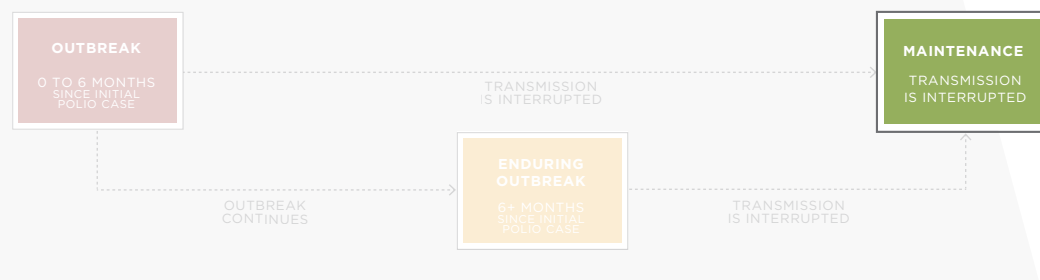 OUTBREAK
0 TO 6 MONTHS
SINCE INITIAL
POLIO CASE
TRANSMISSION
IS INTERRUPTED
MAINTENANCE
TRANSMISSION
IS INTERRUPTED
ENDURING
OUTBREAK
6+ MONTHS
SINCE INITIAL
POLIO CASE
OUTBREAK
CONTINUES
TRANSMISSION
IS INTERRUPTED